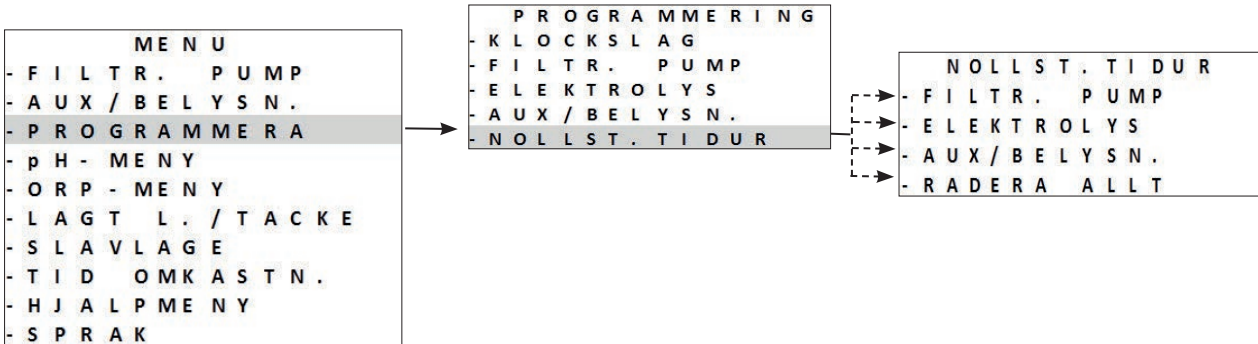 MENU
- FILTR. PUMP
- AUX/BELYSN.
- PROGRAMMERA
- pH- MENY
- ORP-MENY
- LAGT L./TACKE
- SLAVLAGE
- TID OMKASTN.
- HJALPMENY
- SPRAK
PROGRAMMERING
- KLOCKSLAG
- FILTR. PUMP
- ELEKTROLYS
- AUX/BELYSN.
- NOLLST. TIDUR
NOLLST. TIDUR
- FILTR. PUMP
- ELEKTROLYS
- AUX/BELYSN.
- RADERA ALLT